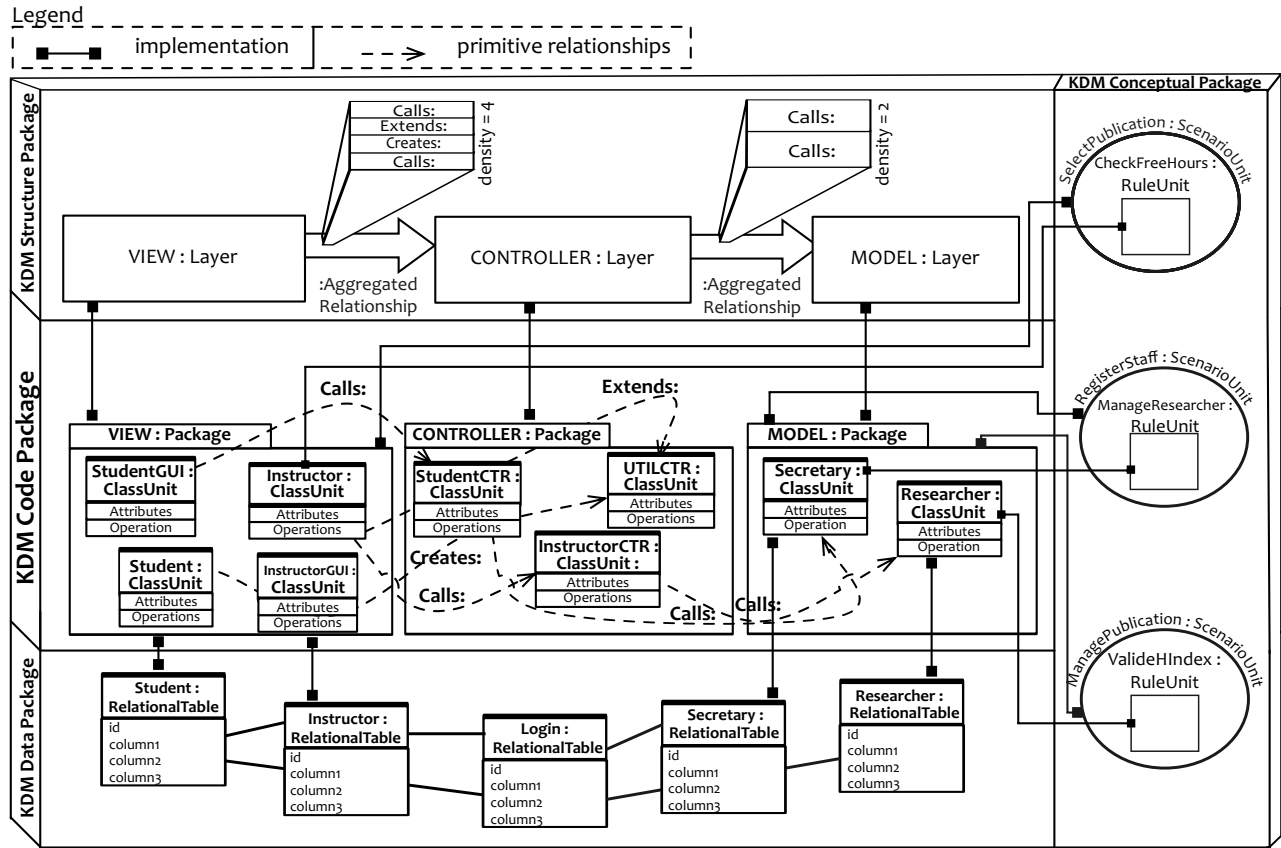 Legend
implementation
primitive relationships
KDM Structure Package
KDM Conceptual Package
Calls:
Extends:
Creates:
Calls:
density = 4
Calls:
Calls:
density = 2
VIEW : Layer
CONTROLLER : Layer
MODEL : Layer
:Aggregated
Relationship
:Aggregated
Relationship
SelectPublication : ScenarioUnit
CheckFreeHours :
RuleUnit
KDM Code Package
Calls:
Extends:
VIEW : Package
CONTROLLER : Package
MODEL : Package
StudentGUI :
ClassUnit
Attributes
Operation
Instructor :
ClassUnit
Attributes
Operations
StudentCTR :
ClassUnit
Attributes
Operations
UTILCTR :
ClassUnit
Attributes
Operations
Secretary :
ClassUnit
Attributes
Operation
Researcher :
ClassUnit
Attributes
Operation
Student :
ClassUnit
Attributes
Operations
InstructorGUI :
ClassUnit
Attributes
Operations
Creates:
Calls:
InstructorCTR :
ClassUnit :
Attributes
Operations
Calls:
Calls:
RegisterStaff : ScenarioUnit
ManageResearcher :
RuleUnit
KDM Data Package
Student :
RelationalTable
id
column1
column2
column3
Instructor :
RelationalTable
id
column1
column2
column3
Login :
RelationalTable
id
column1
column2
column3
Secretary :
RelationalTable
id
column1
column2
column3
Researcher :
RelationalTable
id
column1
column2
column3
ManagePublication : ScenarioUnit
ValideHIndex :
RuleUnit